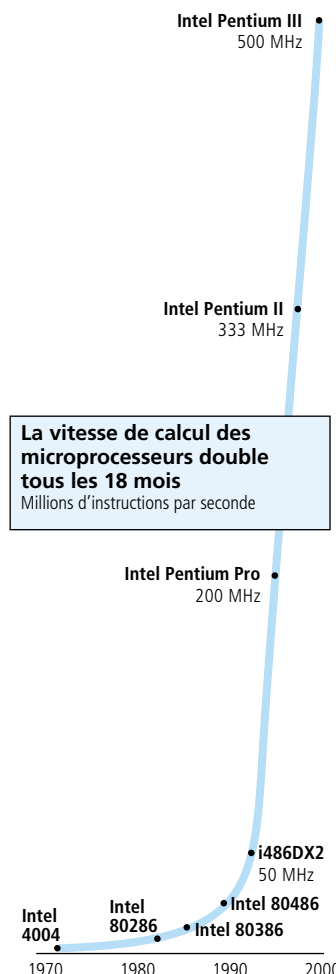 Intel Pentium III
500 MHz
Intel Pentium II
333 MHz
La vitesse de calcul des
microprocesseurs double
tous les 18 mois
Millions d'instructions par seconde
Intel Pentium Pro
200 MHz
i486DX2
50 MHz
Intel 80486
Intel
80286
Intel 80386
Intel
4004
1970
1980
1990
2000